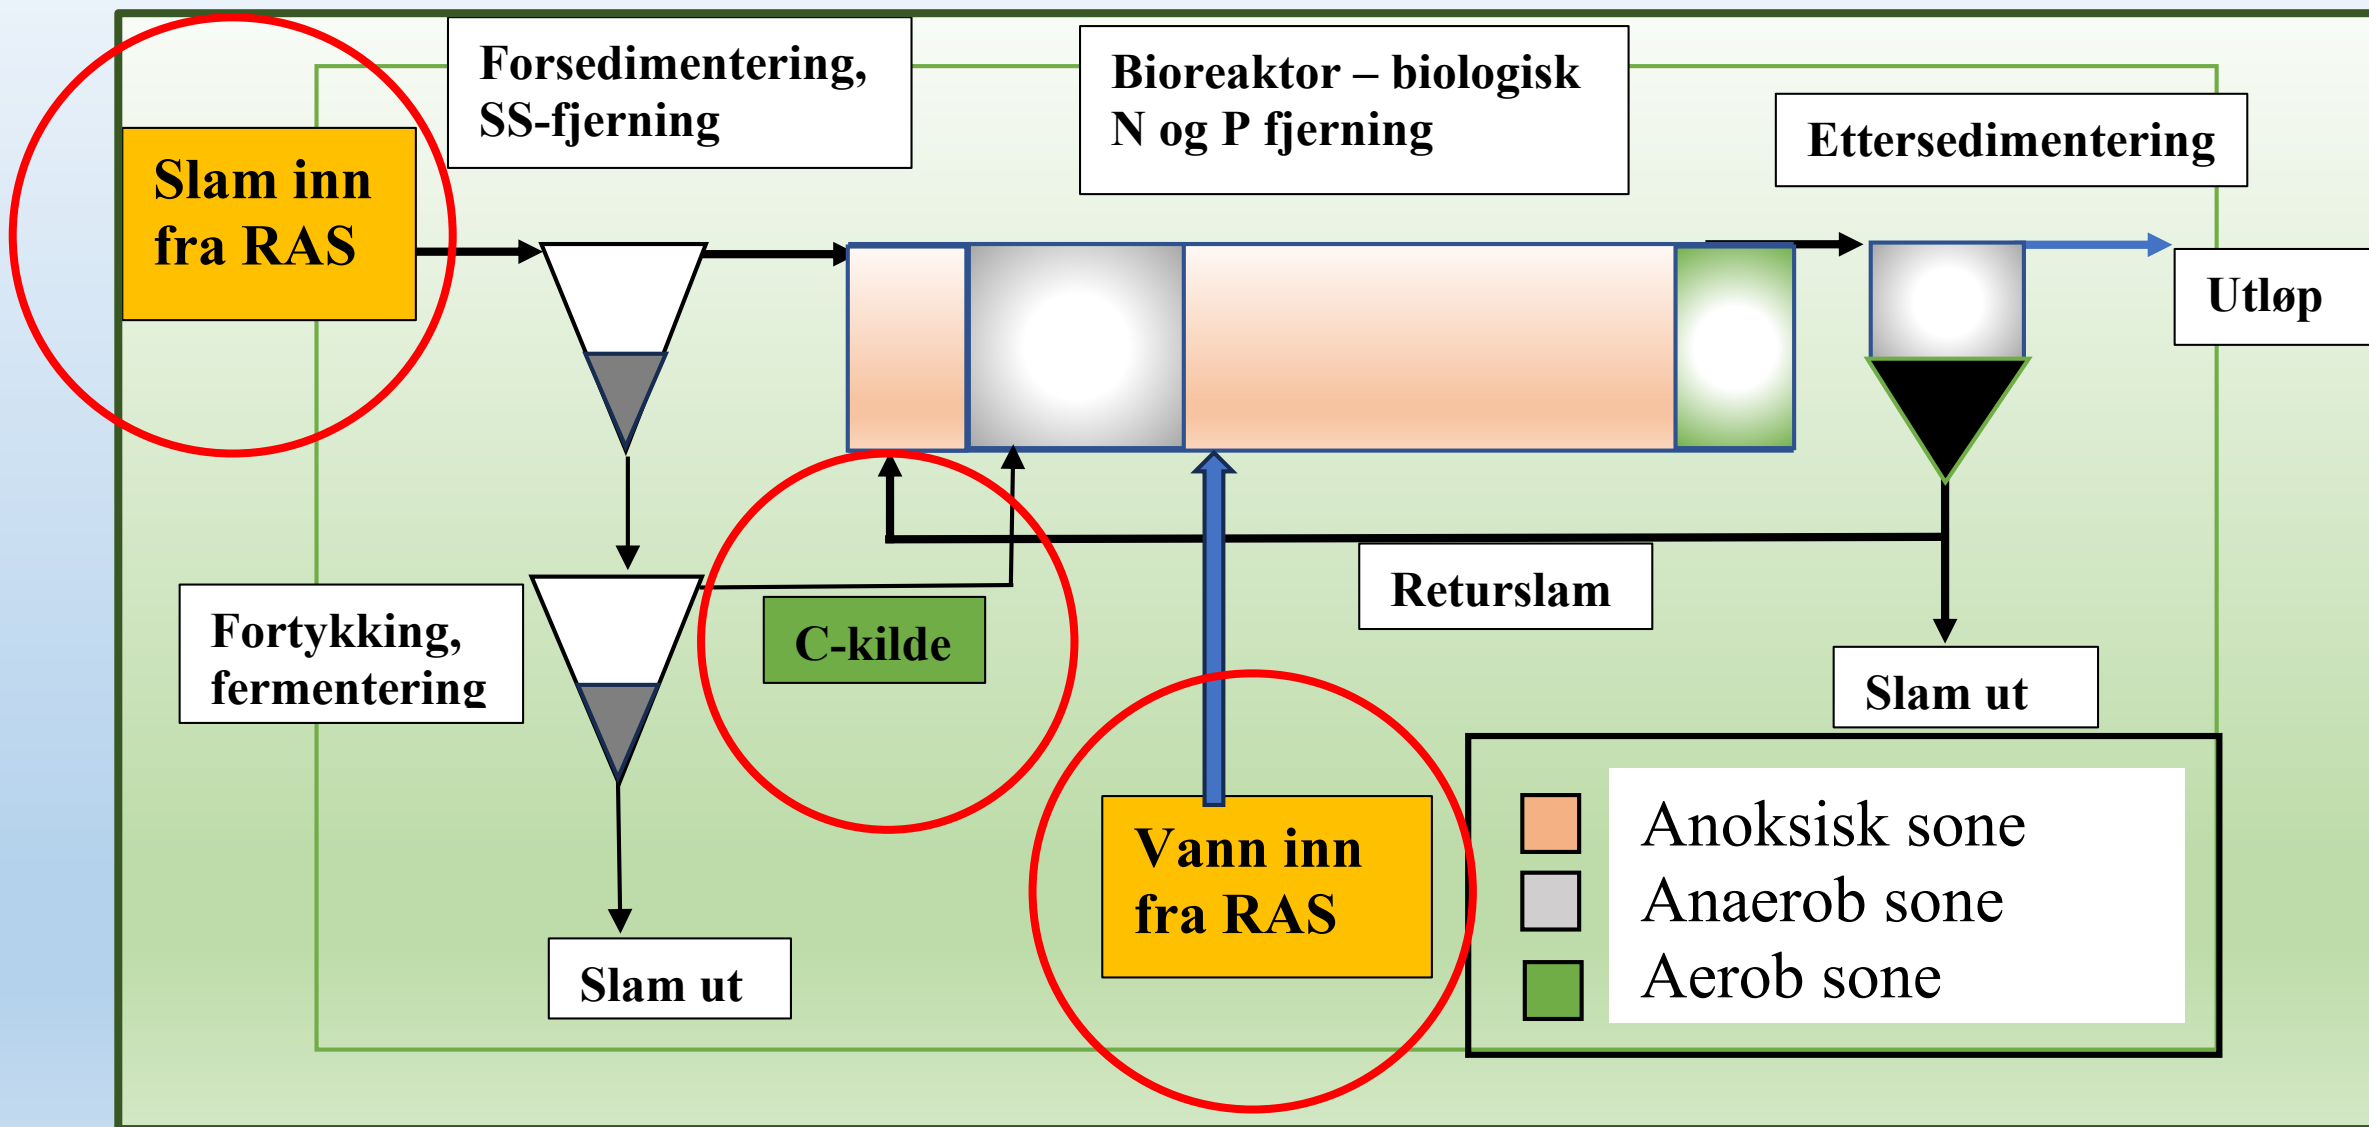 Forsedimentering,
SS-fjerning
Bioreaktor – biologisk
N og P fjerning
Ettersedimentering
Slam inn
fra RAS
Utløp
Returslam
Fortykking,
fermentering
C-kilde
Slam ut
Vann inn
fra RAS
Slam ut
Anoksisk sone
Anaerob sone
Aerob sone